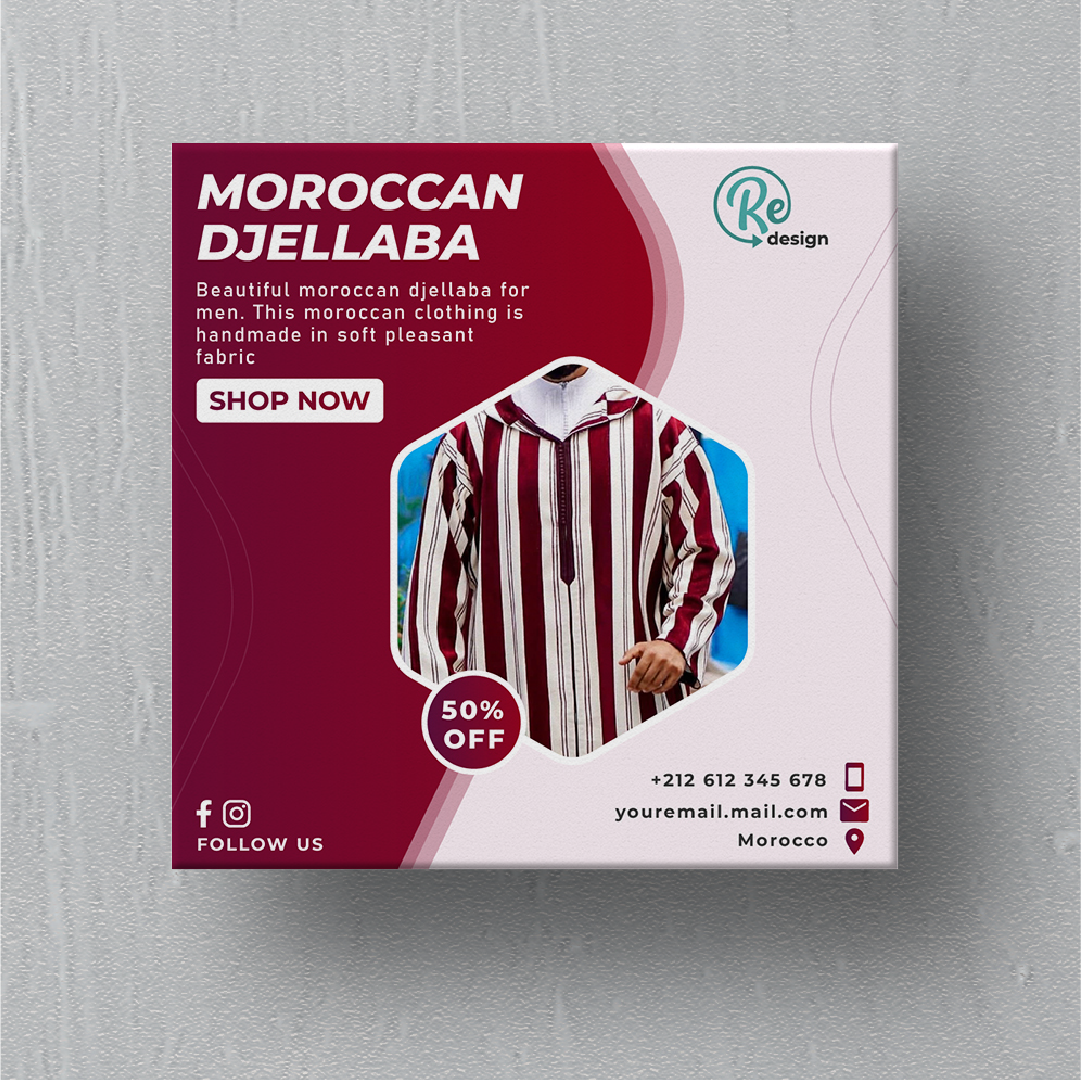 MOROCCAN
DJELLABA
Beautiful moroccan djellaba for
men. This moroccan clothing is
handmade in soft pleasant
fabric
SHOP NOW
Re
design
50%
OFF
+212 612 345 678
youremail.mail.com
Morocco
FOLLOW US